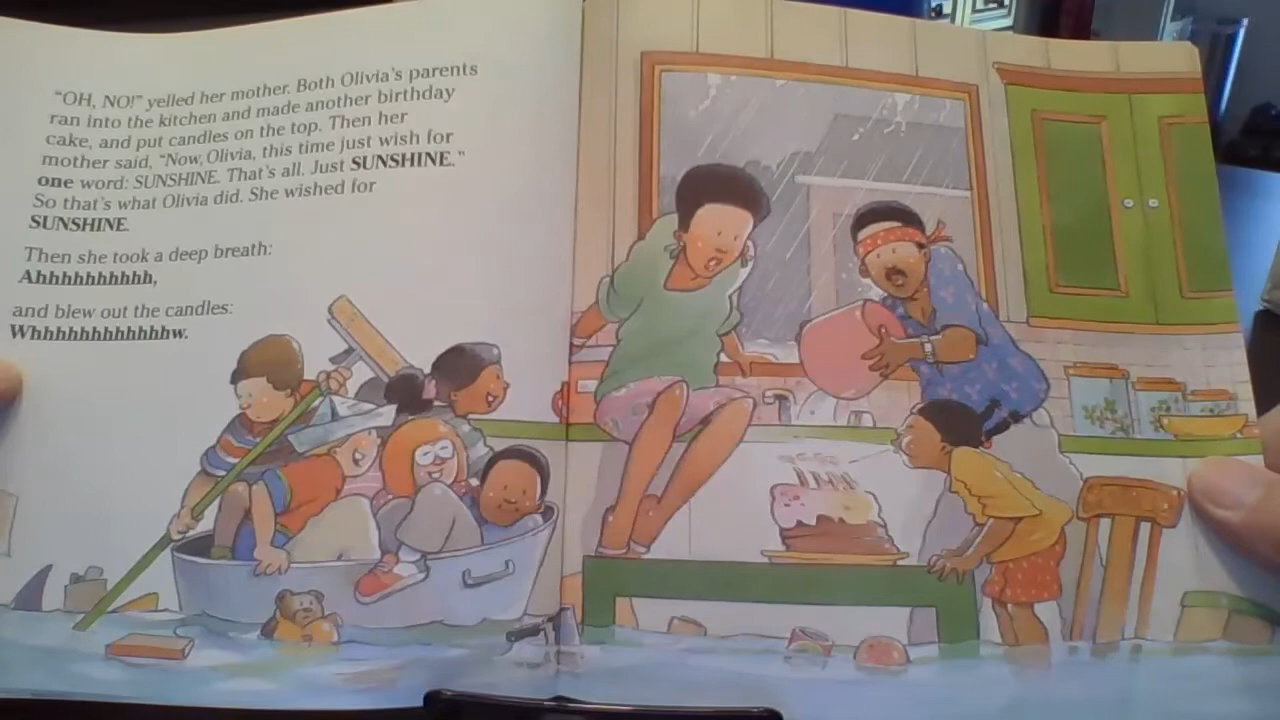 "OH, NO!" yelled her mother. Both Olivia's parents
ran into the kitchen and made another birthday
cake, and put candles on the top. Then her
mother said, "Now, Olivia, this time just wish for
one word: SUNSHINE. That's all. Just SUNSHINE."
So that's what Olivia did. She wished for
SUNSHINE.
Then she took a deep breath:
Ahhhhhhhhhh,
and blew out the candles:
Whhhhhhhhhhhhw.